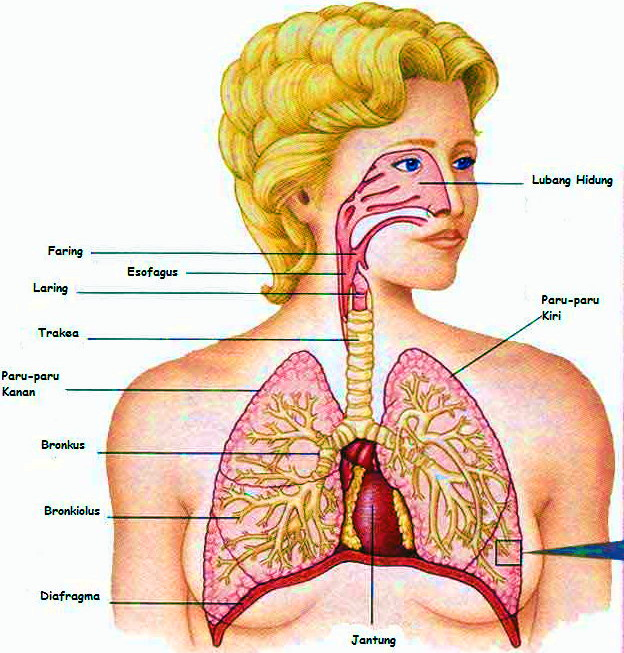 Lubang Hidung
Faring
Esofagus
Laring
Paru-paru
Kiri
Trakea
Paru-paru
Kanan
Bronkus
Bronkiolus
Diafragma
Jantung